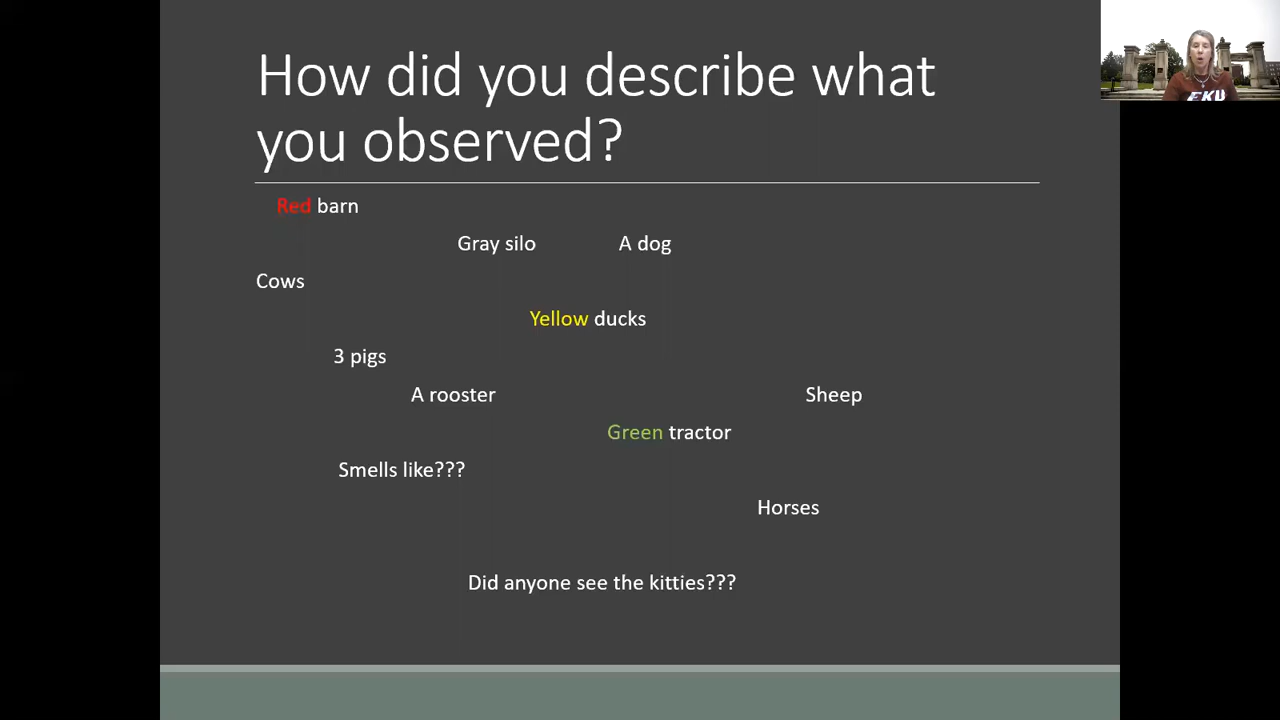 How did you describe what
you observed?
Red barn
Gray silo A dog
Cows
Yellow ducks
3 pigs
A rooster Sheep
Green tractor
Smells like???
Horses
Did anyone see the kitties???
EKU